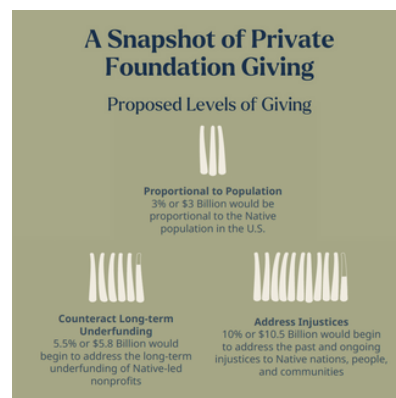 A Snapshot of Private
Foundation Giving
Proposed Levels of Giving
Proportional to Population
3% or $3 Billion would be
proportional to the Native
population in the U.S.
Counteract Long-term
Underfunding
5.5% or $5.8 Billion would
begin to address the long-term
underfunding of Native-led
nonprofits
Address Injustices
10% or $10.5 Billion would begin
to address the past and ongoing
injustices to Native nations, people,
and communities